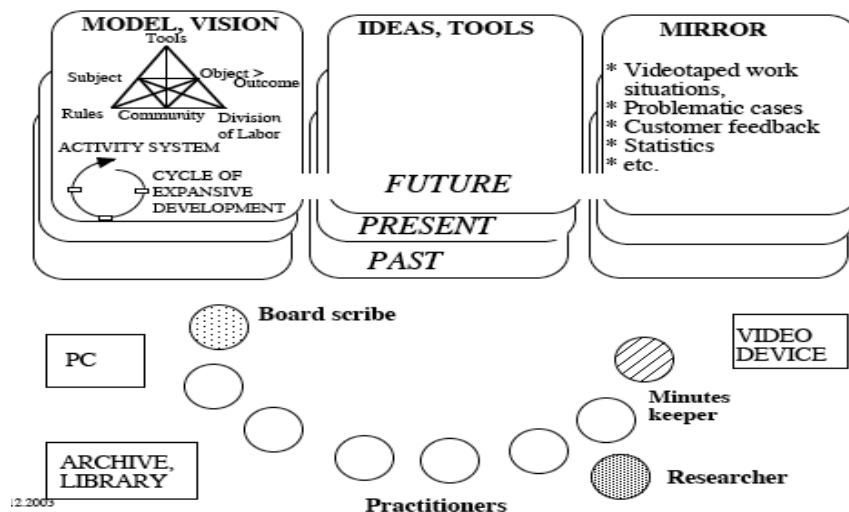 MODEL, VISION
Tools
Subject
Object >
Outcome
Rules
Community
Division
of Labor
ACTIVITY SYSTEM
CYCLE OF
EXPANSIVE
DEVELOPMENT
IDEAS, TOOLS
FUTURE
PRESENT
PAST
MIRROR
* Videotaped work
situations,
* Problematic cases
* Customer feedback
* Statistics
* etc.
Board scribe
PC
VIDEO
DEVICE
Minutes
keeper
ARCHIVE,
LIBRARY
Researcher
Practitioners
12.2003